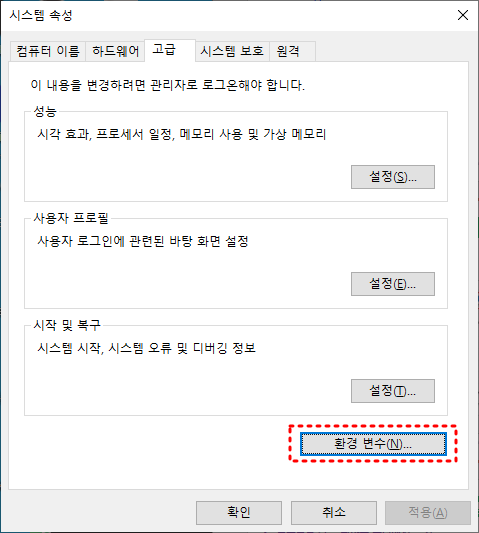 시스템 속성
컴퓨터 이름 하드웨어 고급 시스템 보호 원격
이 내용을 변경하려면 관리자로 로그온해야 합니다.
성능
시각 효과, 프로세서 일정, 메모리 사용 및 가상 메모리
설정(S)...
사용자 프로필
사용자 로그인에 관련된 바탕 화면 설정
설정(E)...
시작 및 복구
시스템 시작, 시스템 오류 및 디버깅 정보
설정(T)...
환경 변수(N)...
확인 취소 적용(A)